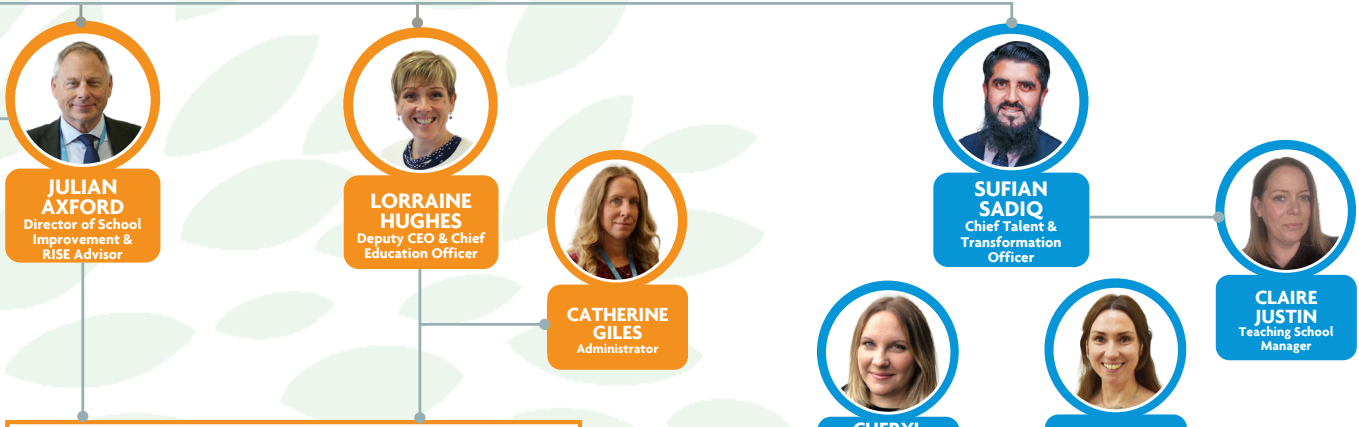 JULIAN
AXFORD
Director of School
Improvement &
RISE Advisor
LORRAINE
HUGHES
Deputy CEO & Chief
Education Officer
CATHERINE
GILES
Administrator
SUFIAN
SADIQ
Chief Talent &
Transformation
Officer
CLAIRE
JUSTIN
Teaching School
Manager
CHERYL